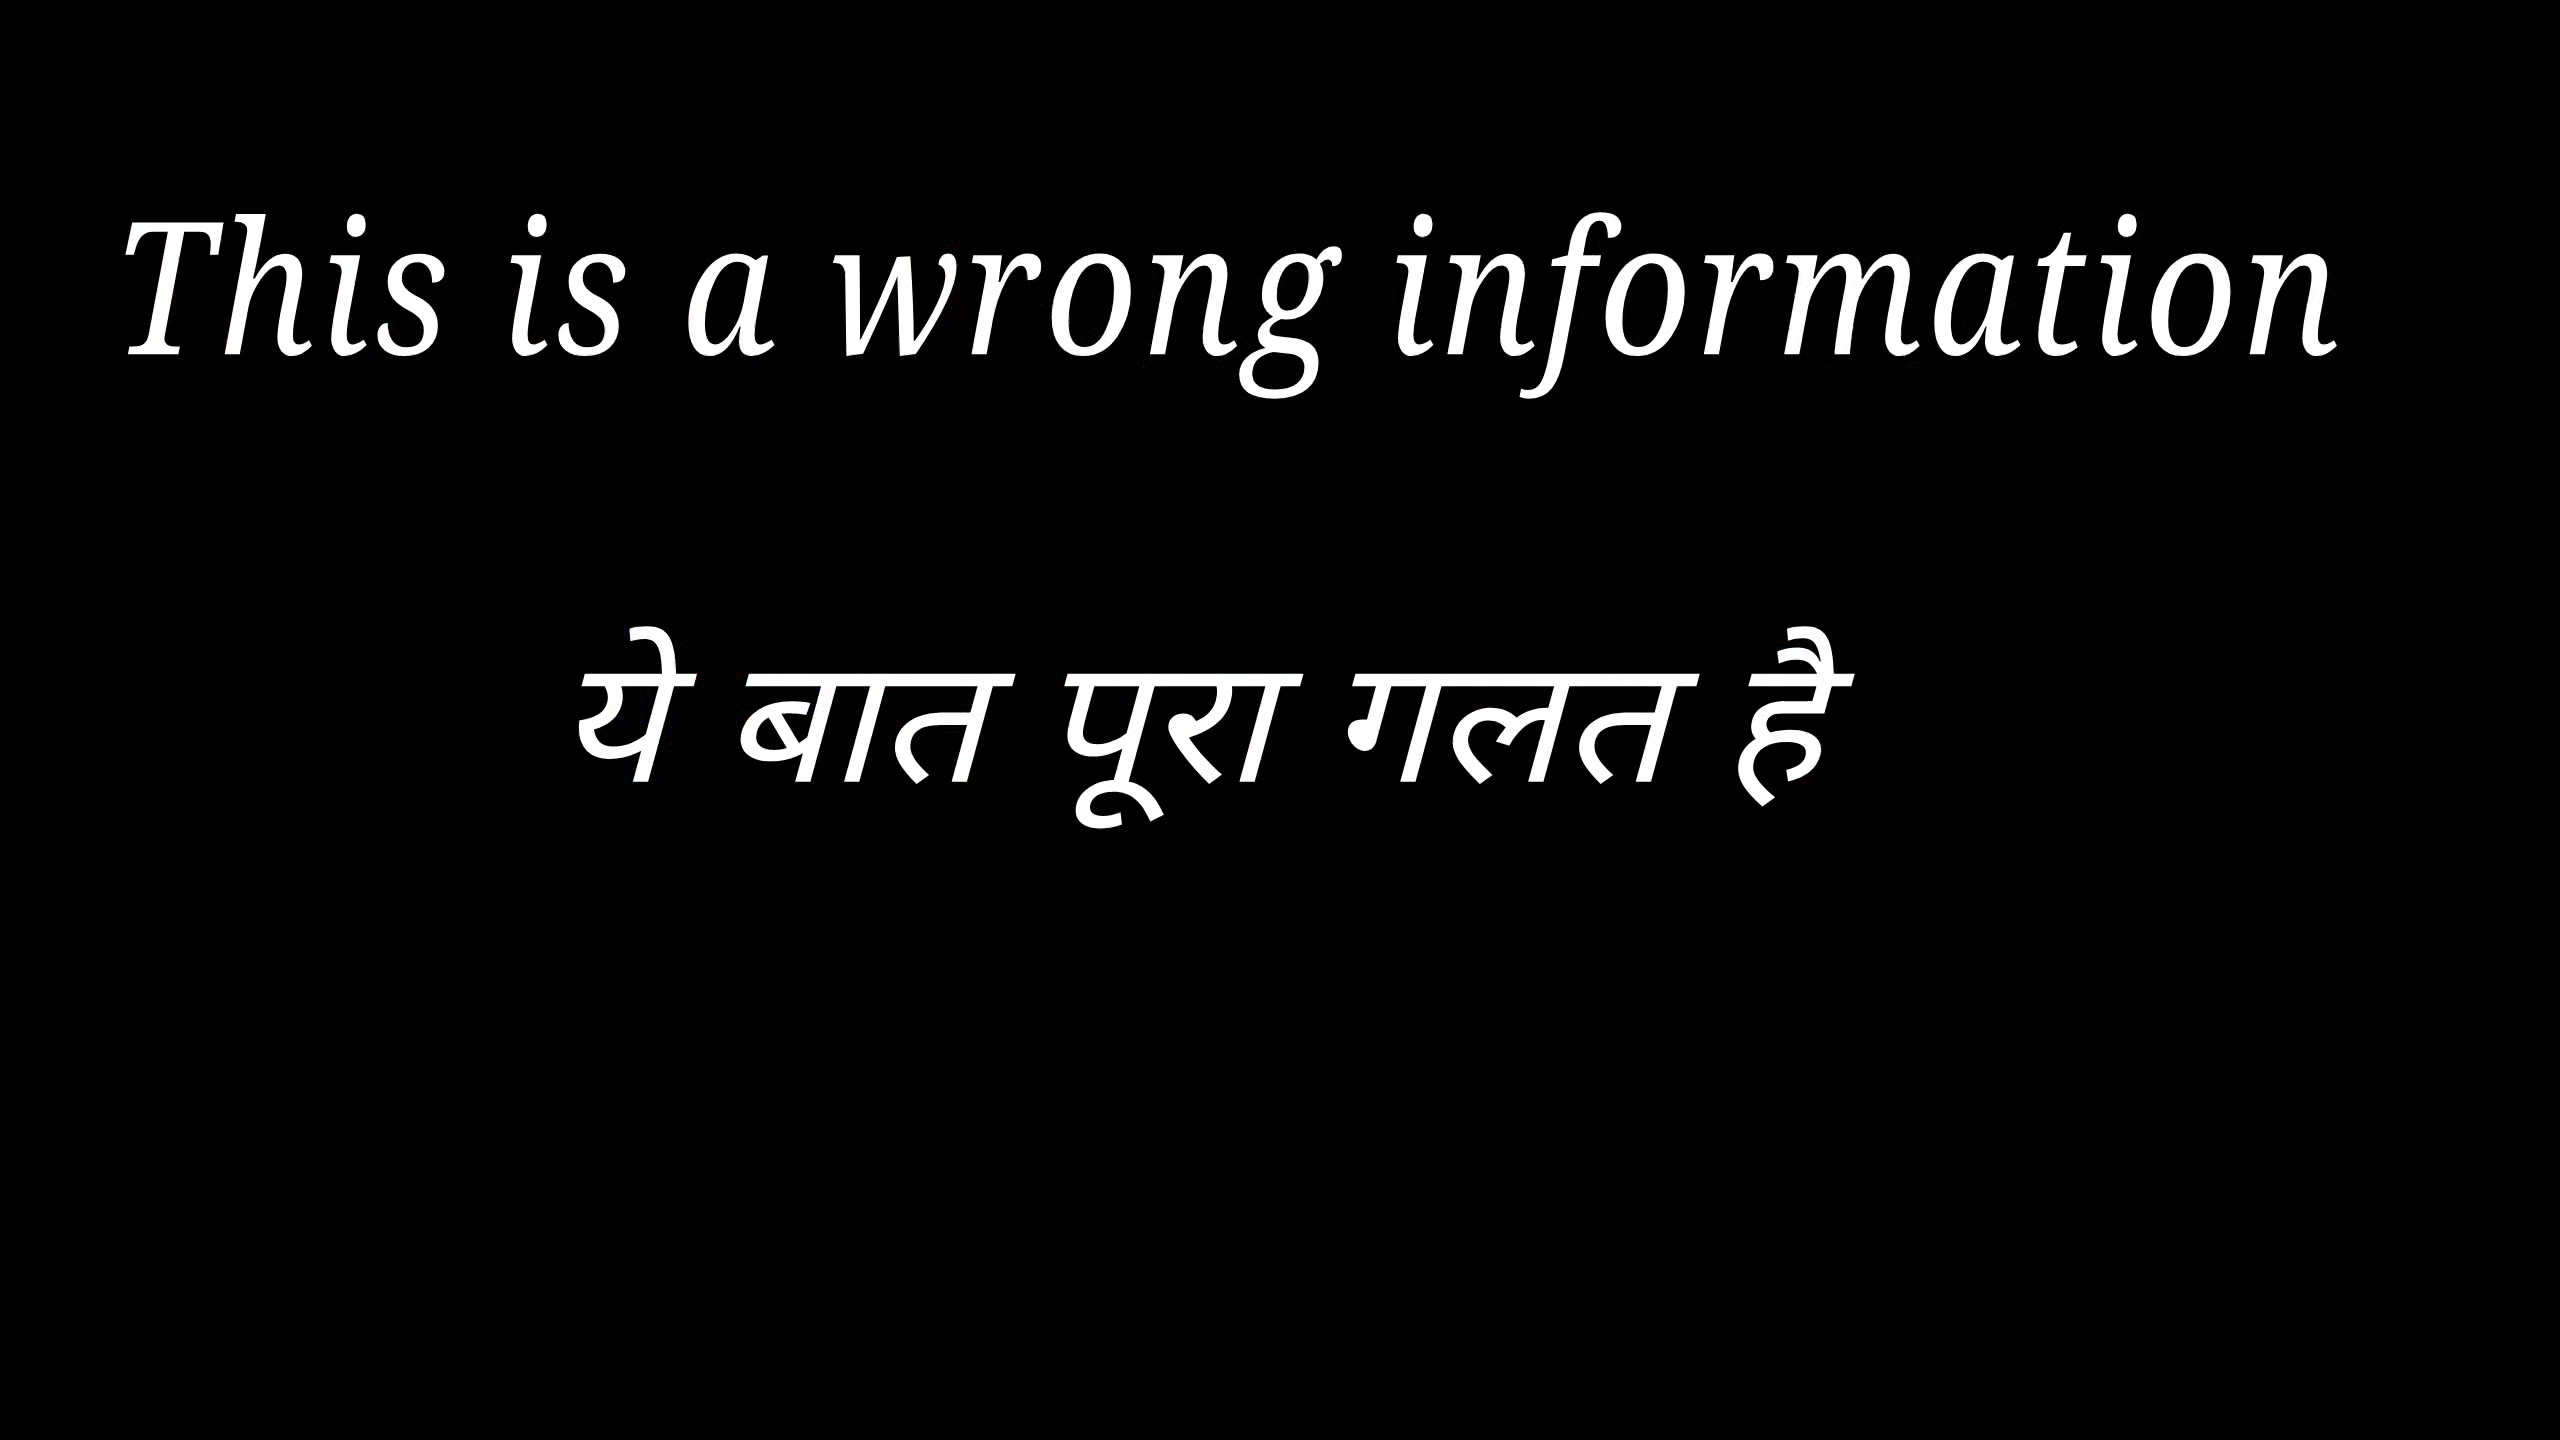 This is a wrong information
ये बात पूरा गलत है